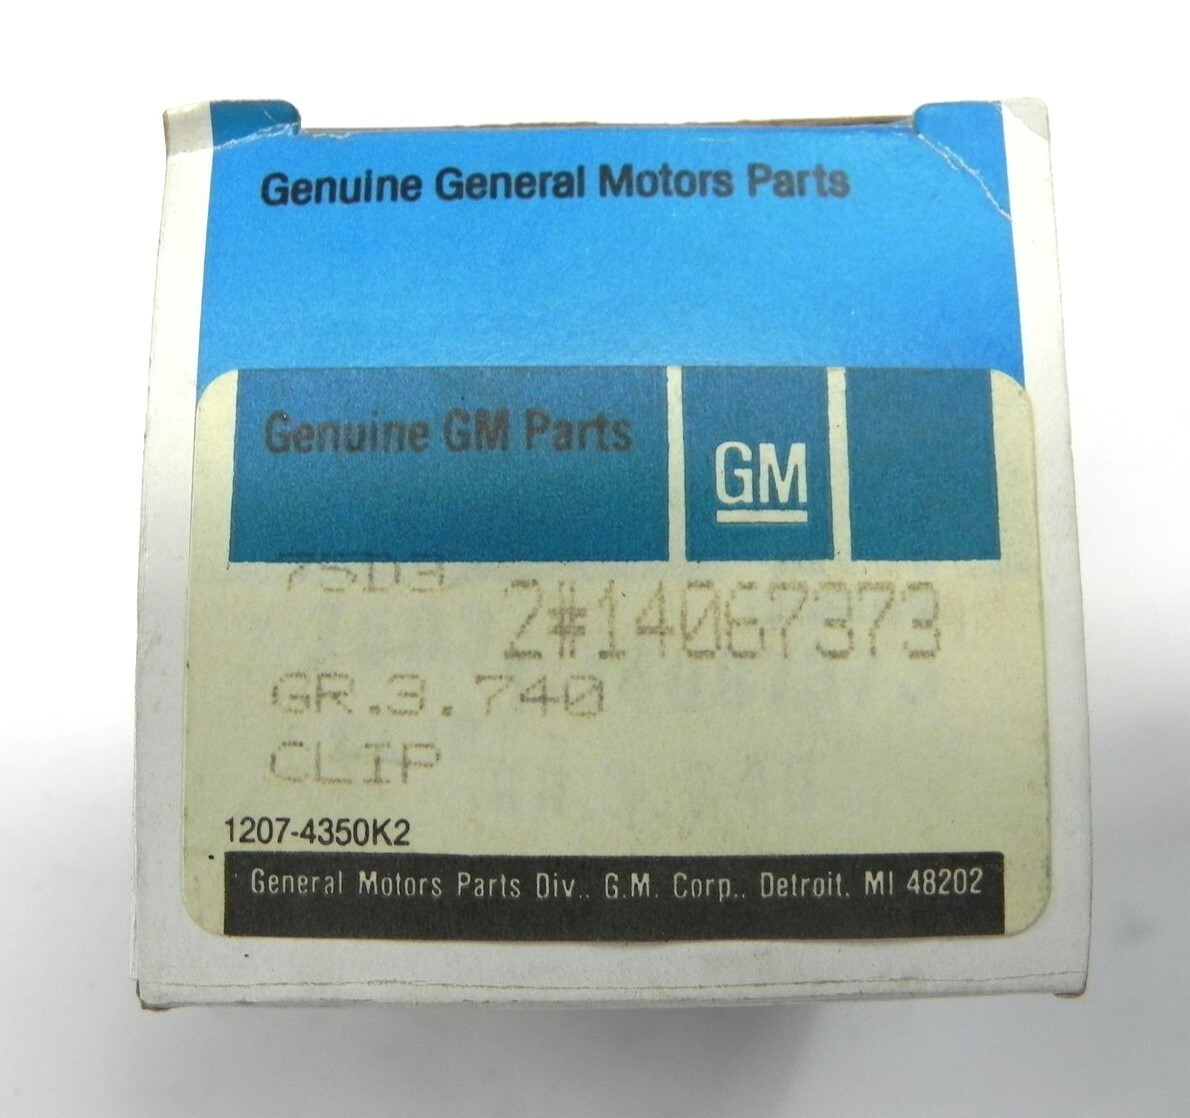 Genuine General Motors Parts
Genuine GM Parts
GM
75D3
2#14067373
GR.3.740
CLIP
1207-4350K2
General Motors Parts Div.. G.M. Corp.. Detroit. MI 48202